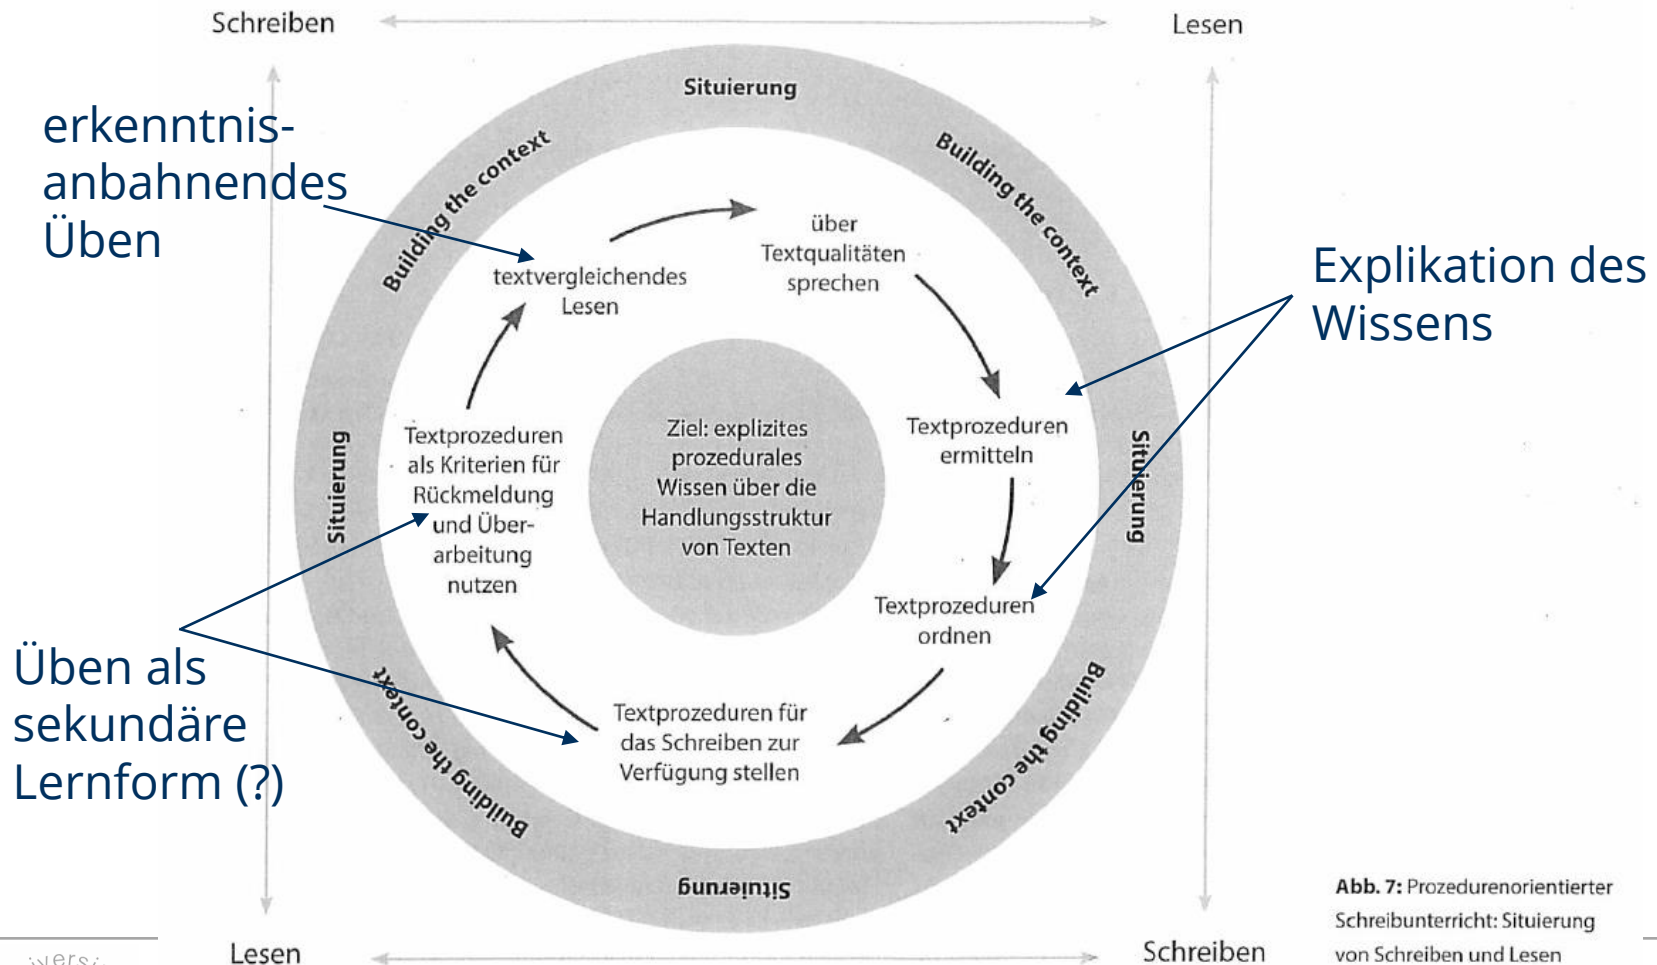 Schreiben
Lesen
Situierung
Building the context
Building the context
erkenntnis-
anbahnendes
Üben
über
Textqualitäten
sprechen
textvergleichendes
Lesen
Explikation des
Wissens
Textprozeduren
ermitteln
Ziel: explizites
prozedurales
Wissen über die
Handlungsstruktur
von Texten
Textprozeduren
als Kriterien für
Rückmeldung
und Über-
arbeitung
nutzen
Situierung
Situierung
Textprozeduren
ordnen
Üben als
sekundäre
Lernform (?)
Textprozeduren für
das Schreiben zur
Verfügung stellen
Building the context
Building the context
Situierung
Abb. 7: Prozedurenorientierter
Schreibunterricht: Situierung
von Schreiben und Lesen
Lesen
Schreiben